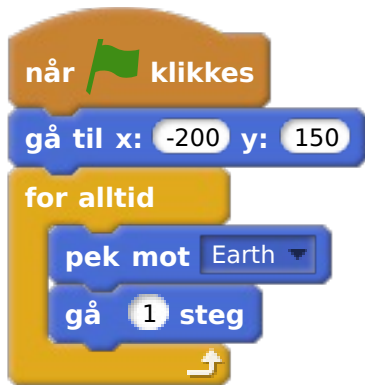 når klikkes
gå til x: -200 y: 150
for alltid
pek mot Earth
gå 1 steg